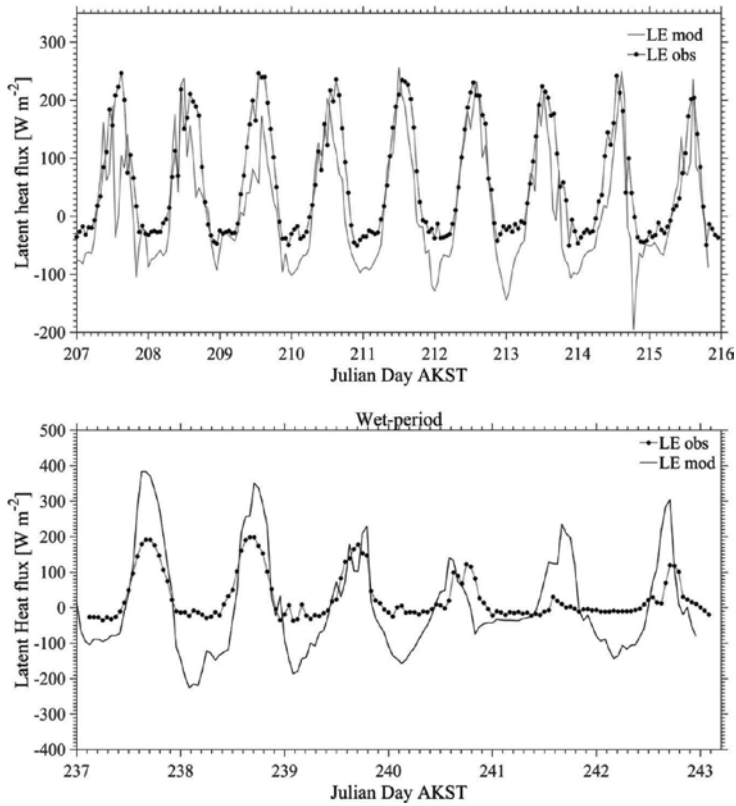 LE mod
LE obs
300
200
100
0
-100
-200
Latent heat flux [W m⁻²]
207 208 209 210 211 212 213 214 215 216
Julian Day AKST
Wet-period
LE obs
LE mod
500
400
300
200
100
0
-100
-200
-300
-400
Latent Heat flux [W m⁻²]
237 238 239 240 241 242 243
Julian Day AKST